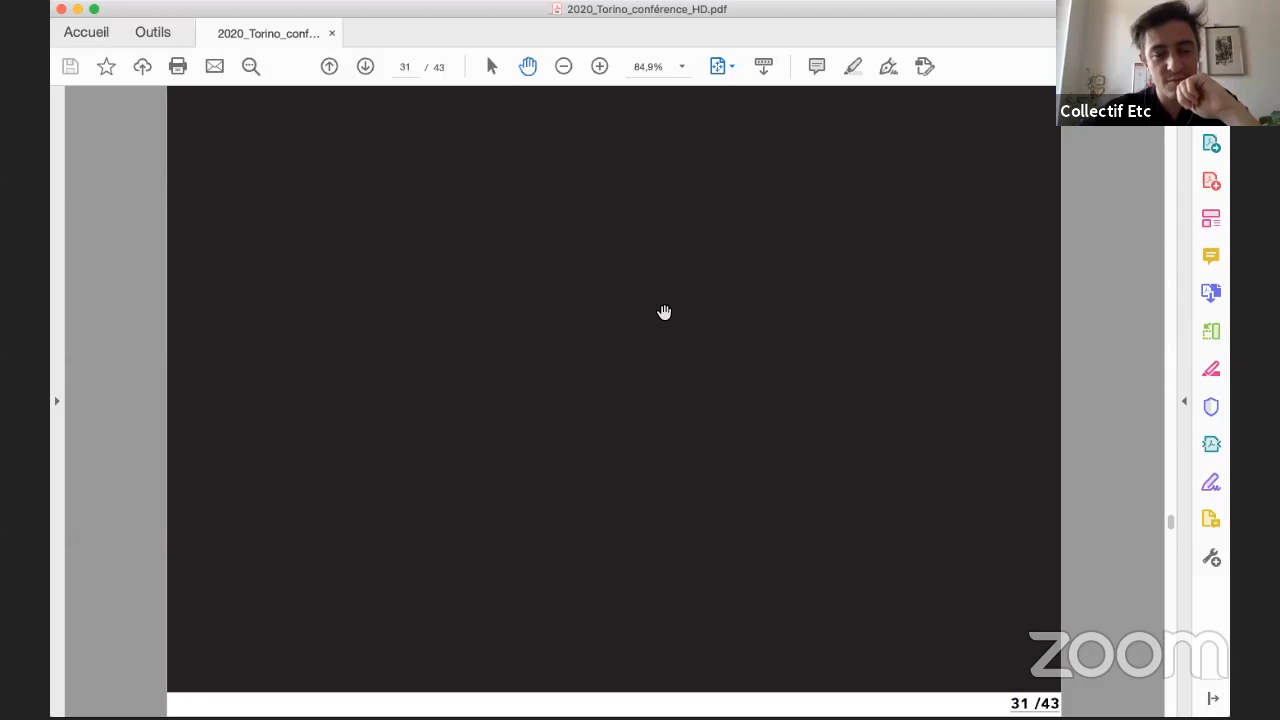 2020_Torino_conférence_HD.pdf
Accueil
Outils
2020_Torino_conf...
×
31 / 43
84,9%
Collectif Etc
zoom
31 /43